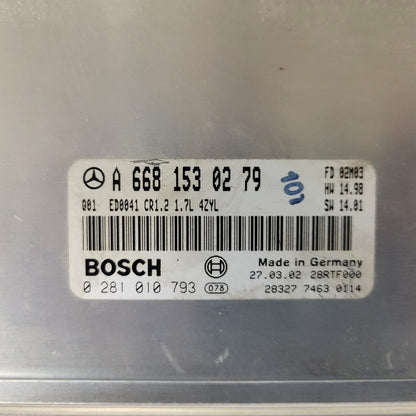 A 668 153 02 79
101
FD 02M03
HW 14.98
Q01 ED0041 CR1.2 1.7L 4ZYL
SW 14.01
BOSCH
Made in Germany
27.03.02 28RTF000
0 281 010 793 078
28327 7463 0114